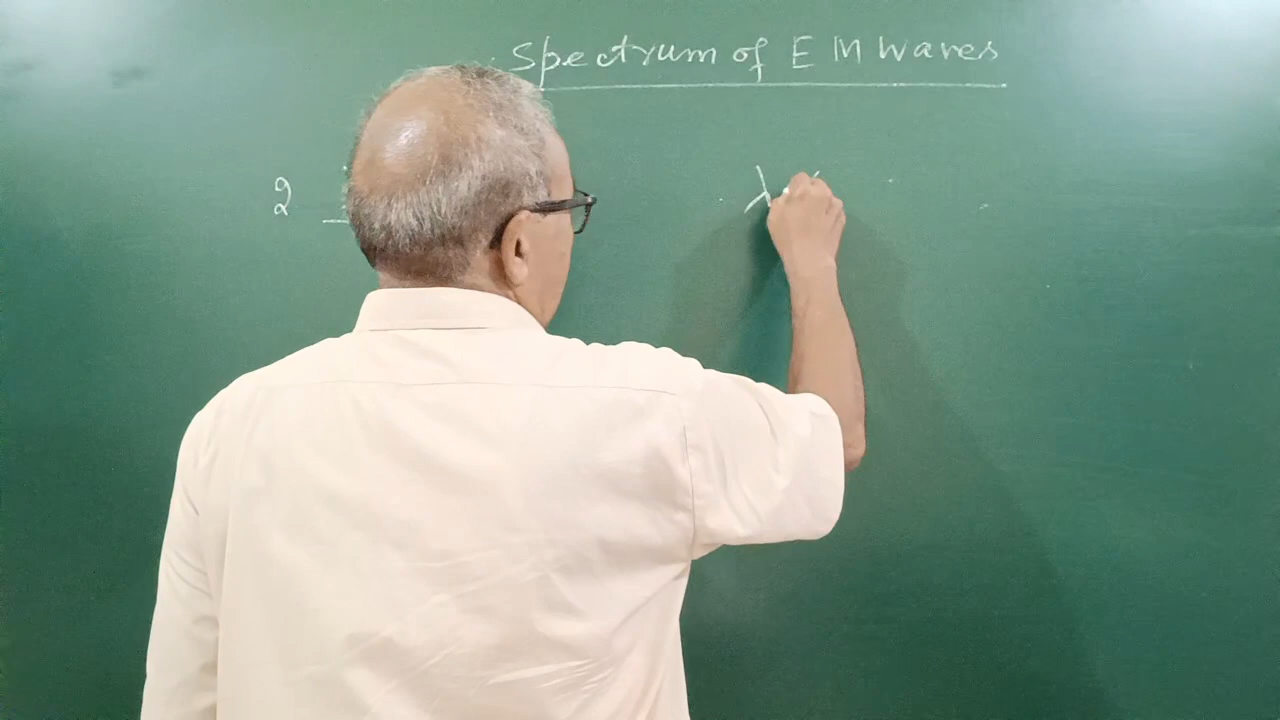 Spectrum of E M Waves
2 λ